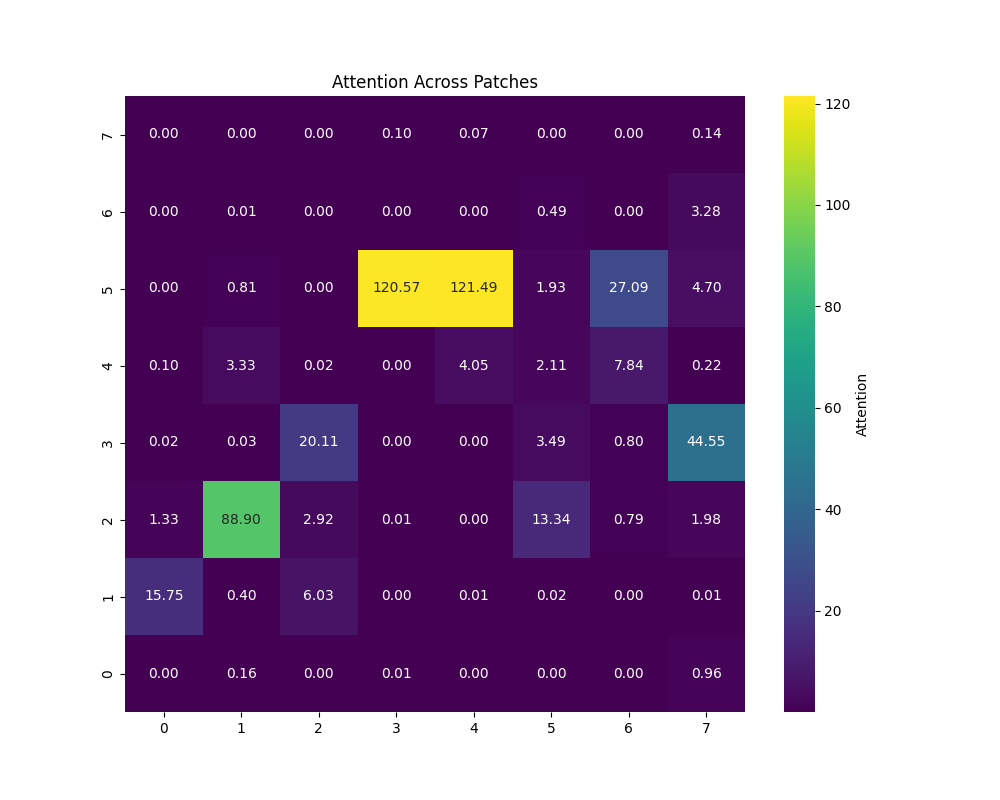 Attention Across Patches
7 0.00 0.00 0.00 0.10 0.07 0.00 0.00 0.14
6 0.00 0.01 0.00 0.00 0.00 0.49 0.00 3.28
5 0.00 0.81 0.00 120.57 121.49 1.93 27.09 4.70
4 0.10 3.33 0.02 0.00 4.05 2.11 7.84 0.22
3 0.02 0.03 20.11 0.00 0.00 3.49 0.80 44.55
2 1.33 88.90 2.92 0.01 0.00 13.34 0.79 1.98
1 15.75 0.40 6.03 0.00 0.01 0.02 0.00 0.01
0 0.00 0.16 0.00 0.01 0.00 0.00 0.00 0.96
0 1 2 3 4 5 6 7
120
100
80
60
40
20
Attention